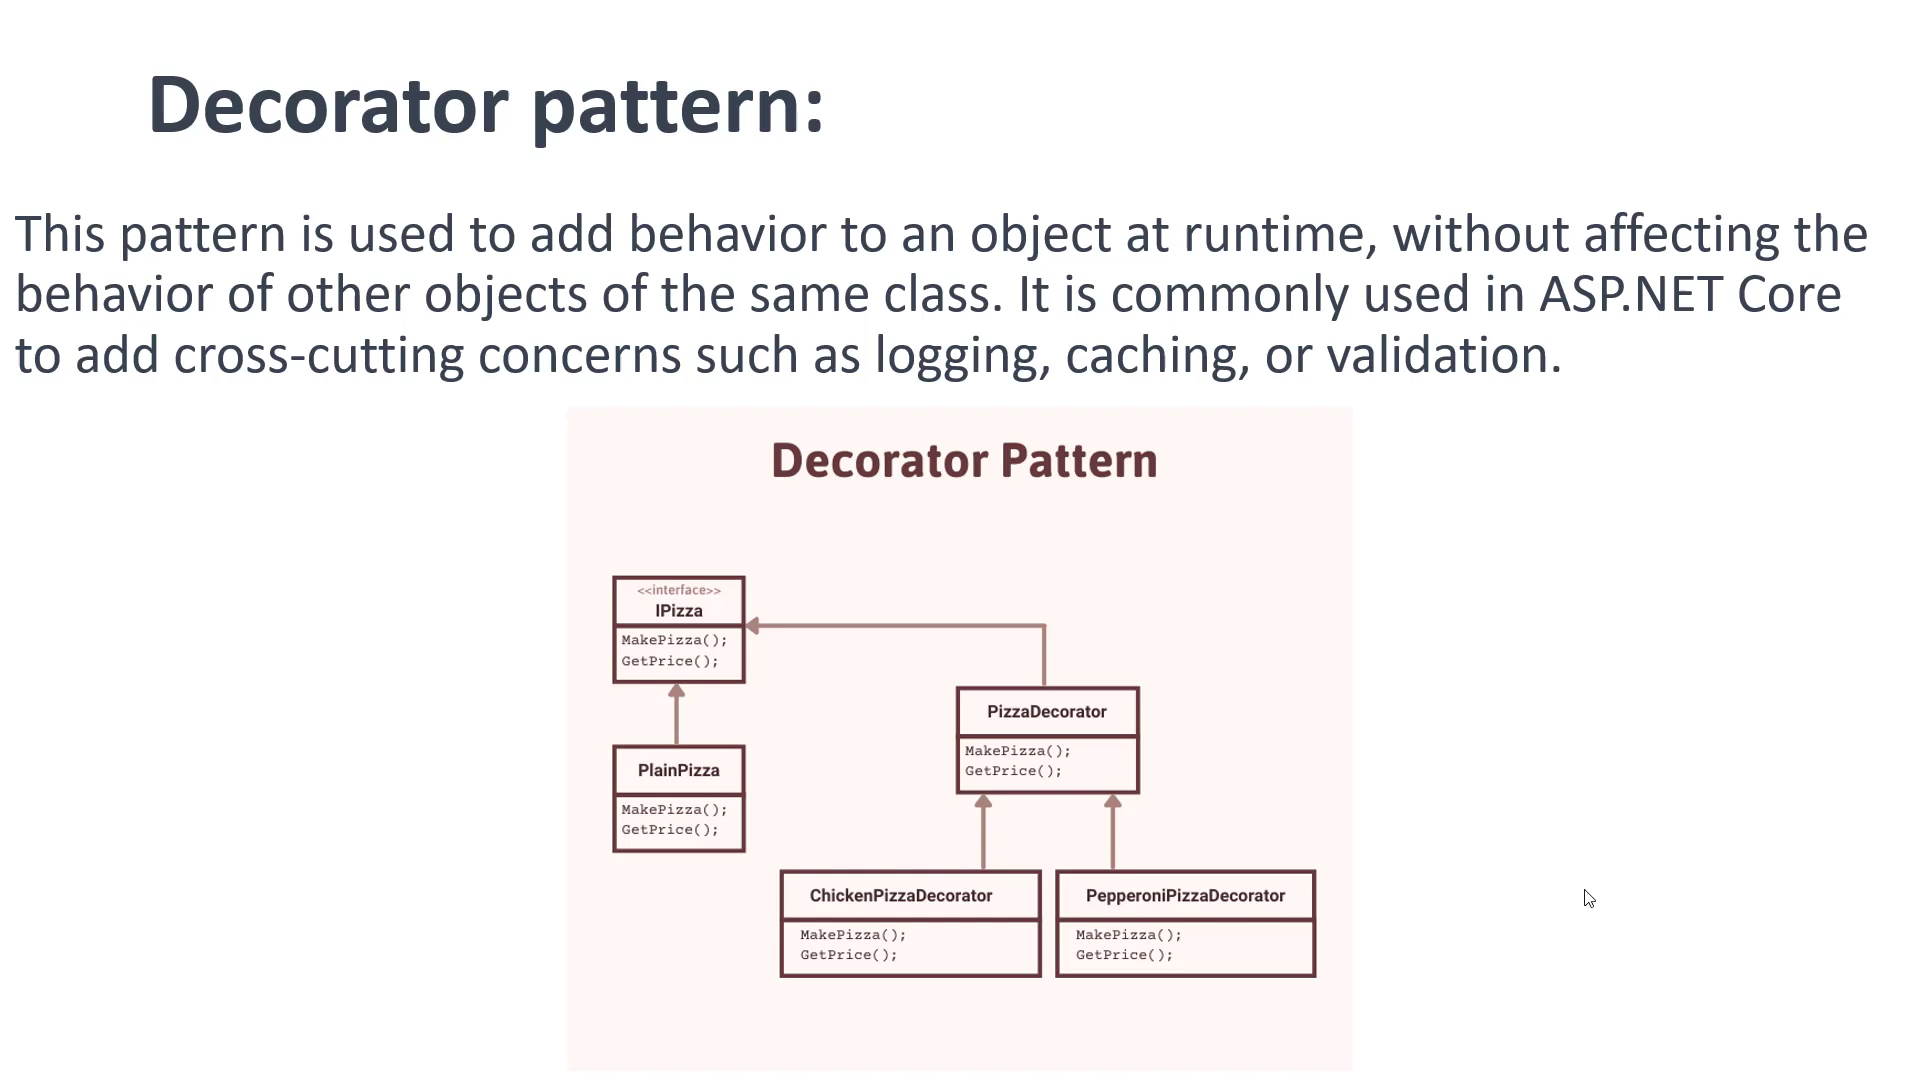 Decorator pattern:
This pattern is used to add behavior to an object at runtime, without affecting the
behavior of other objects of the same class. It is commonly used in ASP.NET Core
to add cross-cutting concerns such as logging, caching, or validation.
Decorator Pattern
<<interface>>
IPizza
MakePizza();
GetPrice();
PizzaDecorator
MakePizza();
GetPrice();
PlainPizza
MakePizza();
GetPrice();
ChickenPizzaDecorator
MakePizza();
GetPrice();
PepperoniPizzaDecorator
MakePizza();
GetPrice();